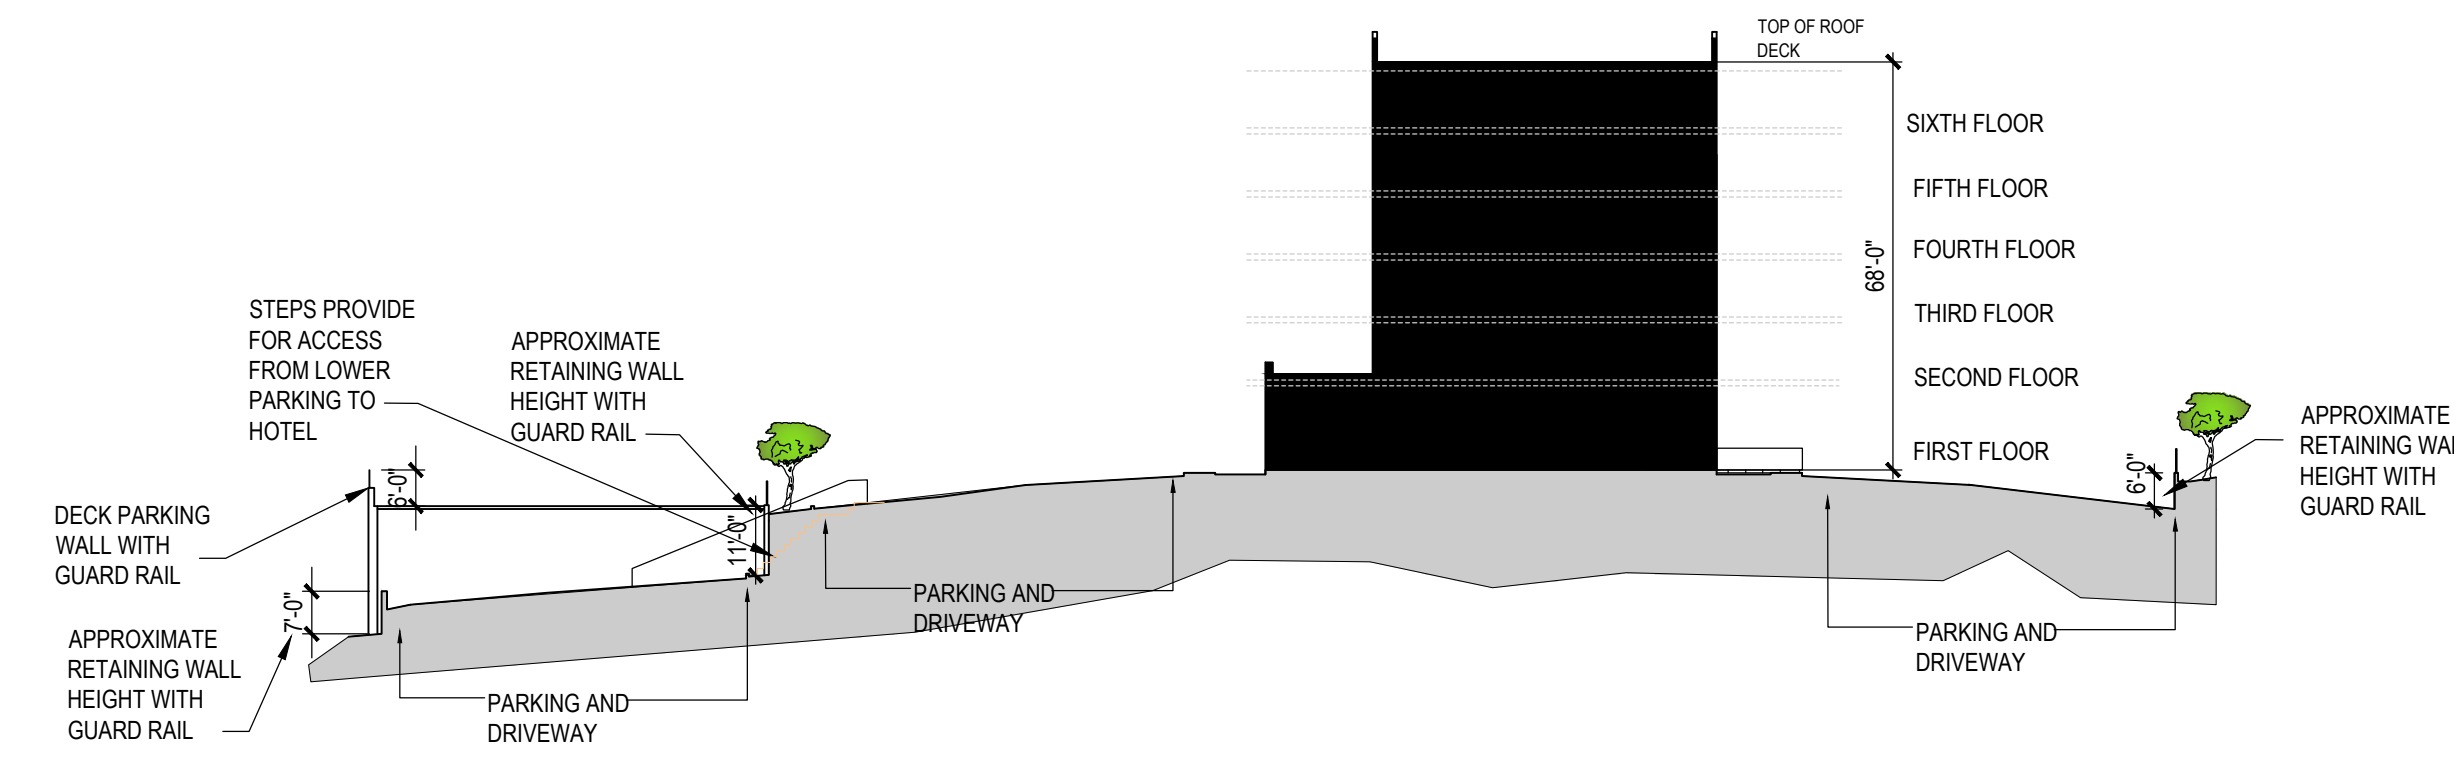 TOP OF ROOF
DECK
SIXTH FLOOR
FIFTH FLOOR
FOURTH FLOOR
68'-0"
THIRD FLOOR
SECOND FLOOR
FIRST FLOOR
STEPS PROVIDE
FOR ACCESS
FROM LOWER
PARKING TO
HOTEL
APPROXIMATE
RETAINING WALL
HEIGHT WITH
GUARD RAIL
6'-0"
DECK PARKING
WALL WITH
GUARD RAIL
11'-0"
7'-0"
APPROXIMATE
RETAINING WALL
HEIGHT WITH
GUARD RAIL
PARKING AND
DRIVEWAY
PARKING AND
DRIVEWAY
6'-0"
APPROXIMATE
RETAINING WAL
HEIGHT WITH
GUARD RAIL
PARKING AND
DRIVEWAY